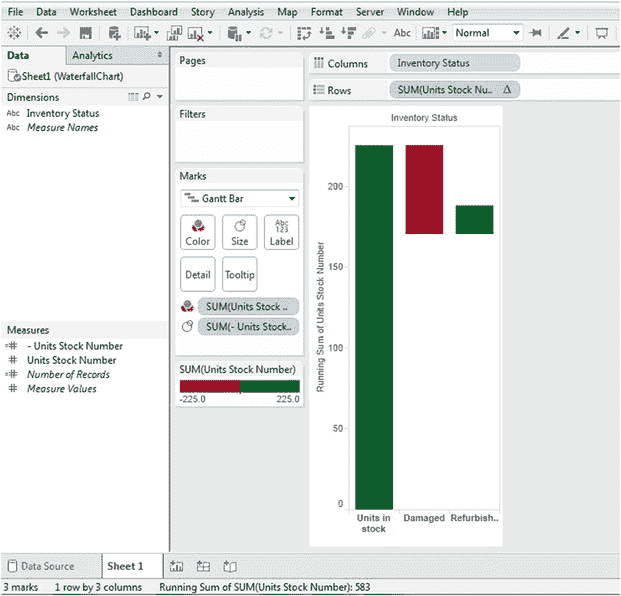 File Data Worksheet Dashboard Story Analysis Map Format Server Window Help
Abc Normal
Data Analytics
Sheet1 (WaterfallChart)
Dimensions
Abc Inventory Status
Abc Measure Names
Measures
=# - Units Stock Number
# Units Stock Number
=# Number of Records
# Measure Values
Pages
Filters
Marks
Gantt Bar
Color Size Abc 123 Label
Detail Tooltip
SUM(Units Stock ..
SUM(- Units Stock..
SUM(Units Stock Number)
-225.0 225.0
Columns Inventory Status
Rows SUM(Units Stock Nu.. Δ
Inventory Status
Running Sum of Units Stock Number
200
150
100
50
0
Units in stock
Damaged
Refurbish..
Data Source Sheet 1
3 marks 1 row by 3 columns Running Sum of SUM(Units Stock Number): 583